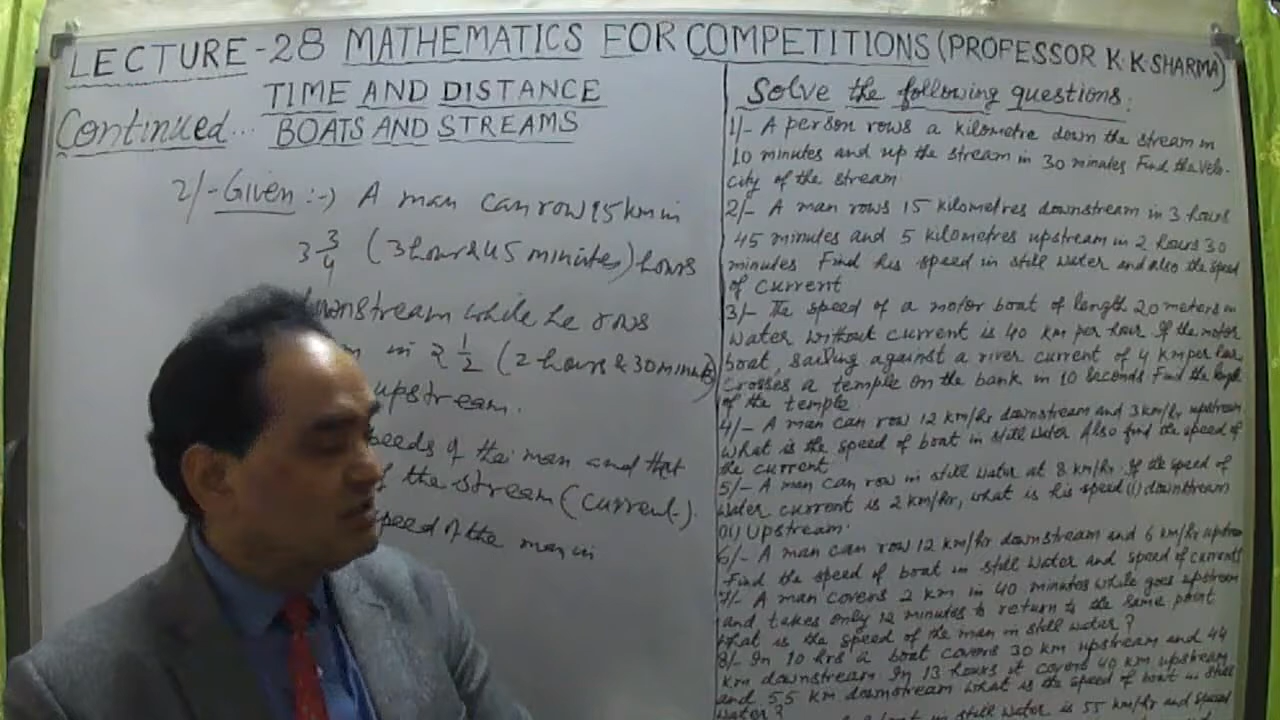 LECTURE-28 MATHEMATICS FOR COMPETITIONS (PROFESSOR K.K SHARMA)
TIME AND DISTANCE
Continued... BOATS AND STREAMS
2/- Given :-) A man can row 15 km in
3 3/4 (3 hours & 45 minutes) hours
downstream while he rows
in 2 1/2 (2 hours & 30 minutes)
upstream.
speeds of the man and that
of the stream (current).
speed of the man in
Solve the following questions:
1/- A person rows a kilometre down the stream in
10 minutes and up the stream in 30 minutes Find the velo-
city of the stream
2/- A man rows 15 kilometres downstream in 3 hours
45 minutes and 5 kilometres upstream in 2 hours 30
minutes Find his speed in still water and also the speed
of current
3/- The speed of a motor boat of length 20 meters in
water without current is 40 km per hour If the motor
boat, sailing against a river current of 4 km per hour
crosses a temple on the bank in 10 seconds Find the length
of the temple
4/- A man can row 12 km/hr downstream and 3 km/hr upstream
What is the speed of boat in still water Also find the speed of
the current
5/- A man can row in still water at 8 km/hr. If the speed of
water current is 2 km/hr, what is his speed (i) downstream
(ii) Upstream.
6/- A man can row 12 km/hr downstream and 6 km/hr upstream
Find the speed of boat in still water and speed of current
7/- A man covers 2 km in 40 minutes while goes upstream
and takes only 12 minutes to return to the same point
What is the speed of the man in still water?
8/- In 10 hrs a boat covers 30 km upstream and 44
km downstream In 13 hours it covers 40 km upstream
and 55 km downstream what is the speed of boat in still
water?
boat in still water is 55 km/hr and speed